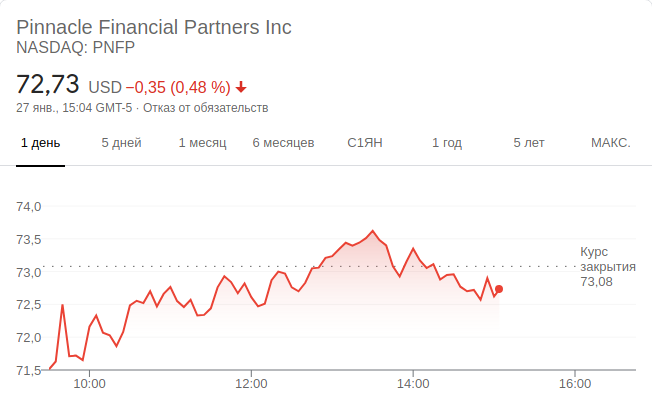 Pinnacle Financial Partners Inc
NASDAQ: PNFP
72,73 USD −0,35 (0,48 %)
27 янв., 15:04 GMT-5 · Отказ от обязательств
1 день 5 дней 1 месяц 6 месяцев С1ЯН 1 год 5 лет МАКС.
74,0
73,5
73,0
72,5
72,0
71,5
Курс
закрытия
73,08
10:00 12:00 14:00 16:00